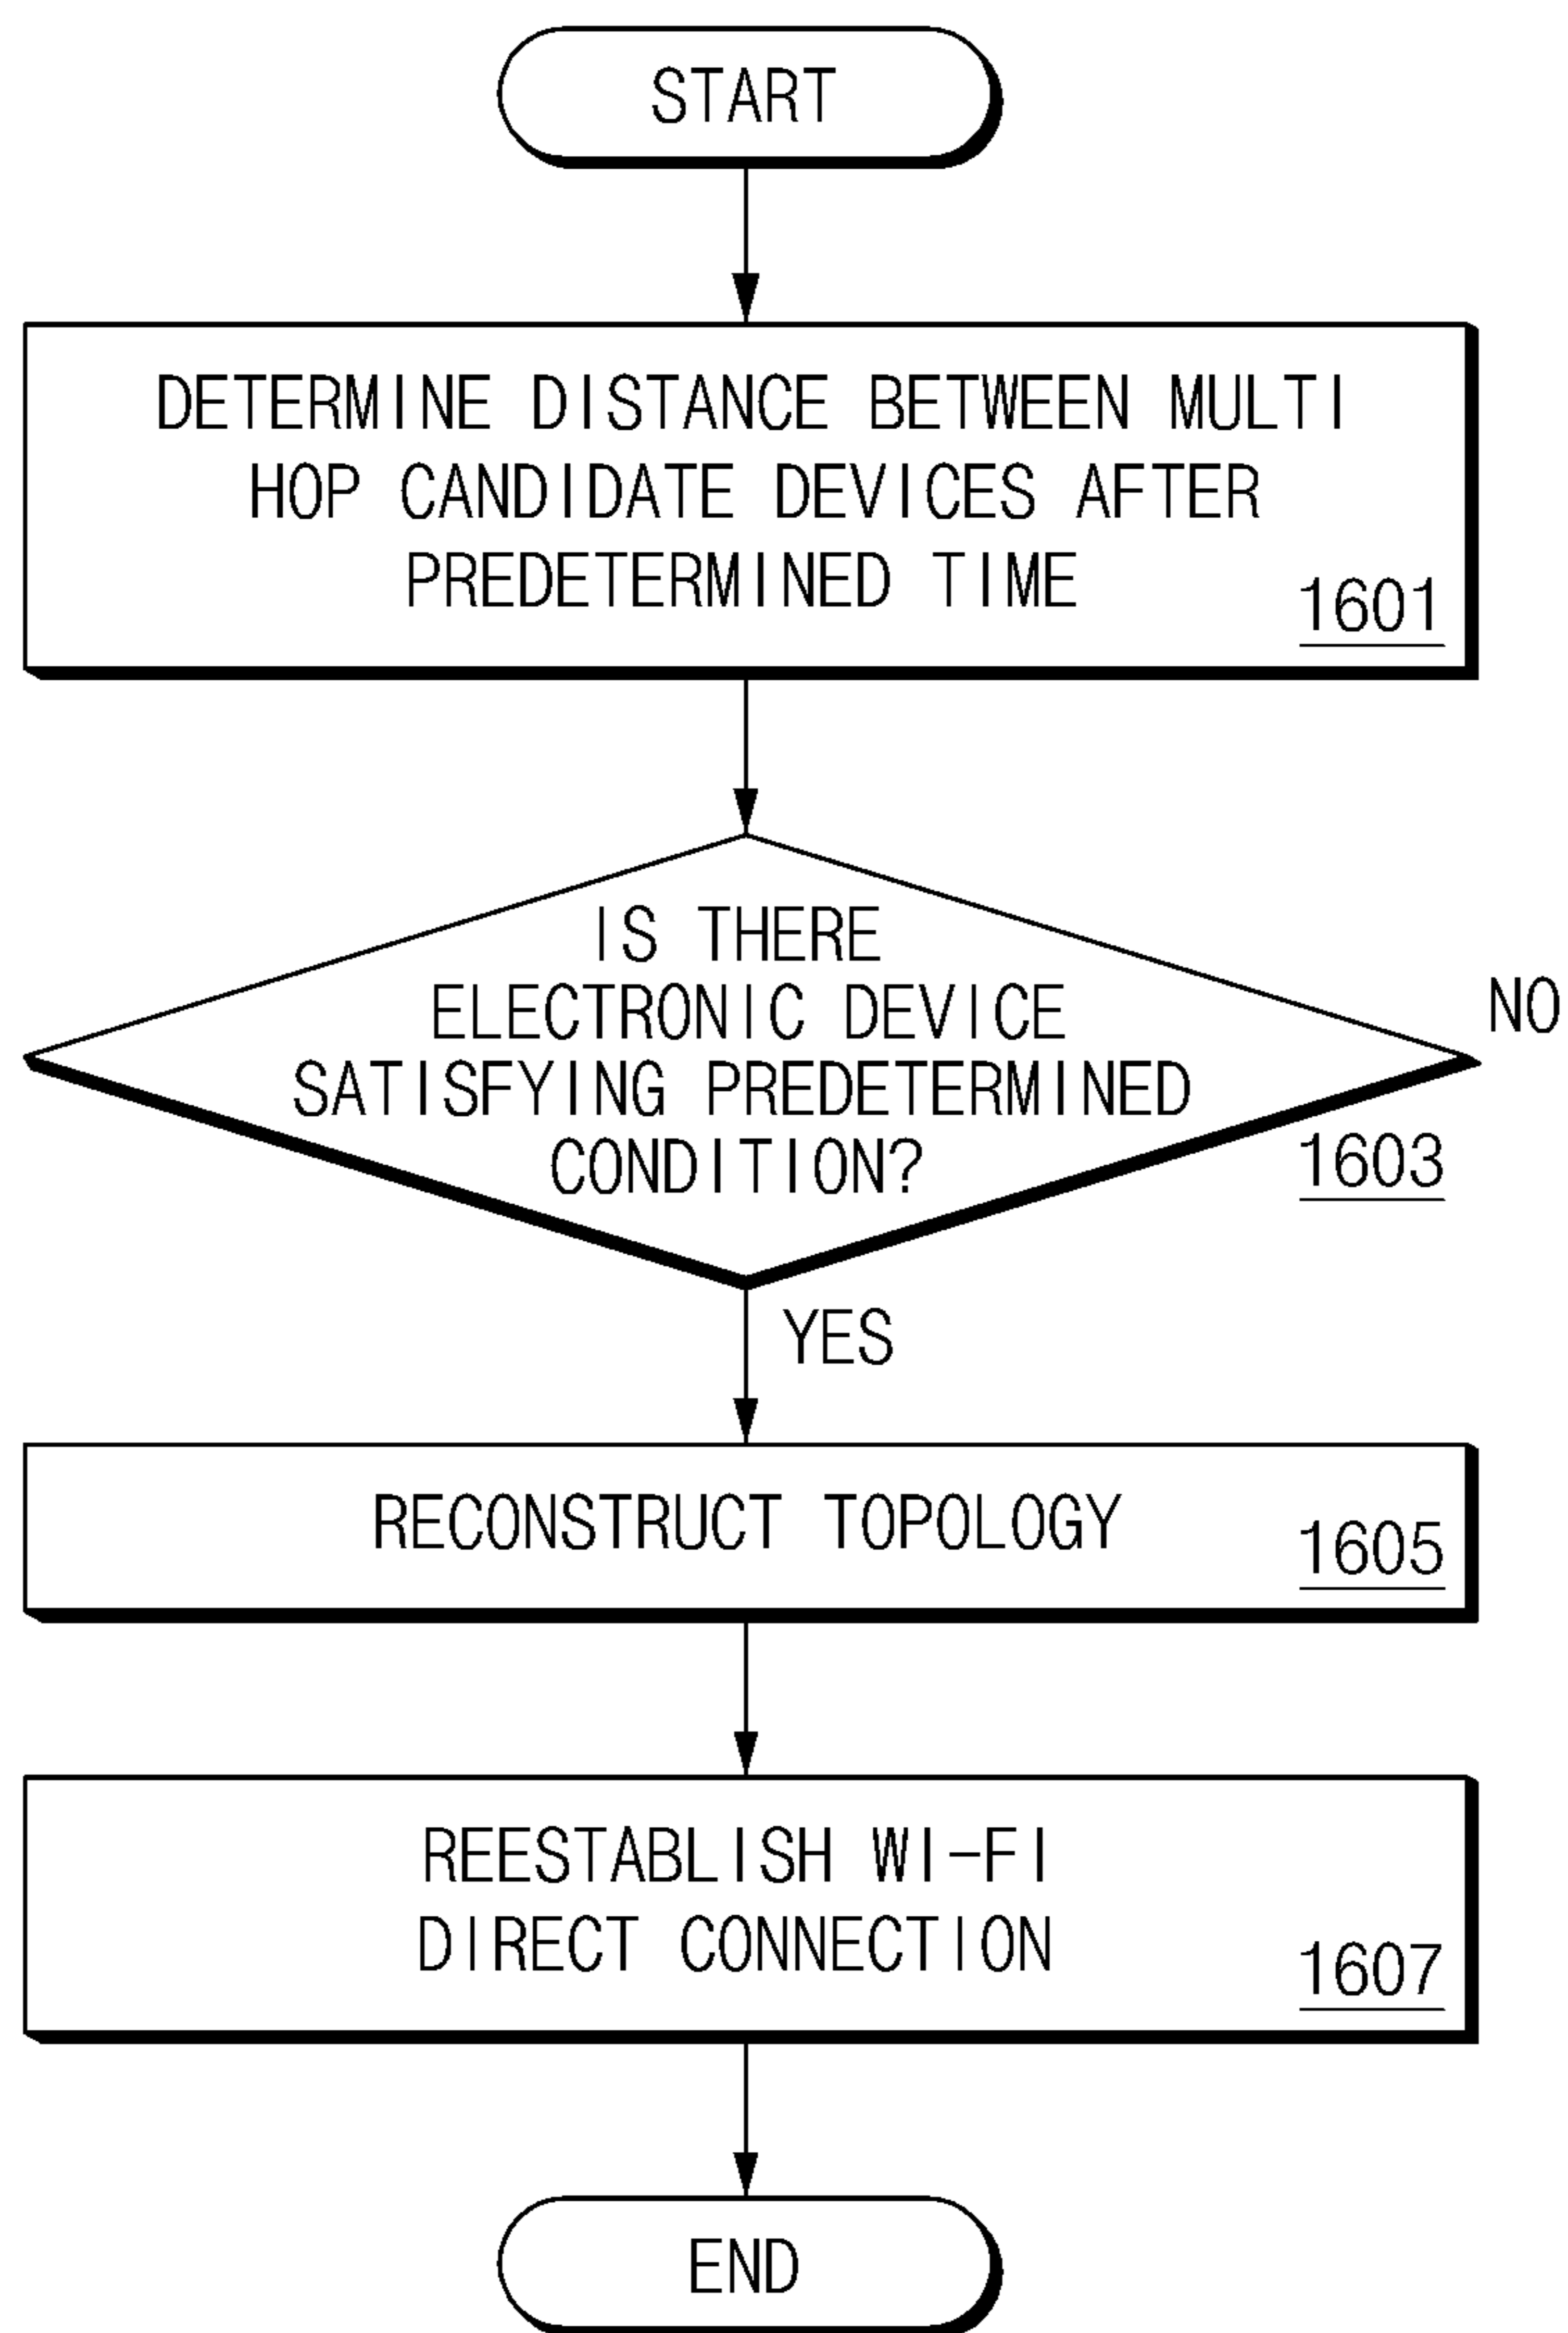 START
DETERMINE DISTANCE BETWEEN MULTI
HOP CANDIDATE DEVICES AFTER
PREDETERMINED TIME
1601
IS THERE
ELECTRONIC DEVICE
SATISFYING PREDETERMINED
CONDITION?
NO
1603
YES
RECONSTRUCT TOPOLOGY
1605
REESTABLISH WI-FI
DIRECT CONNECTION
1607
END